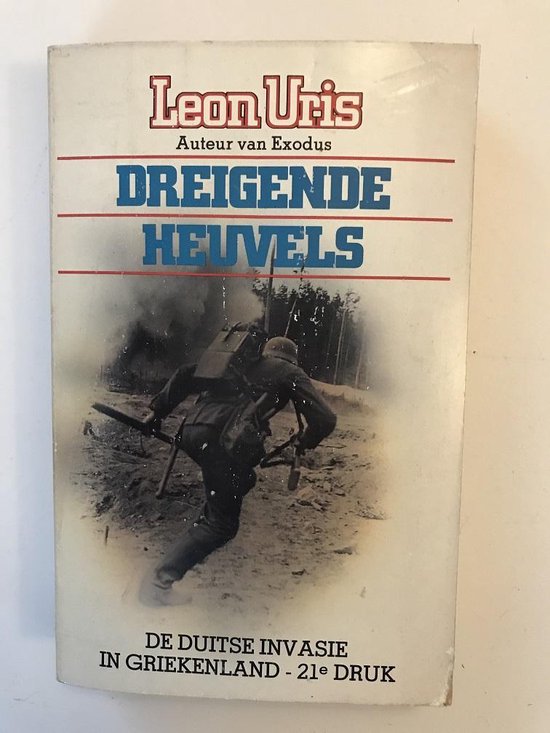 Leon Uris
Auteur van Exodus
DREIGENDE
HEUVELS
DE DUITSE INVASIE
IN GRIEKENLAND - 21e DRUK